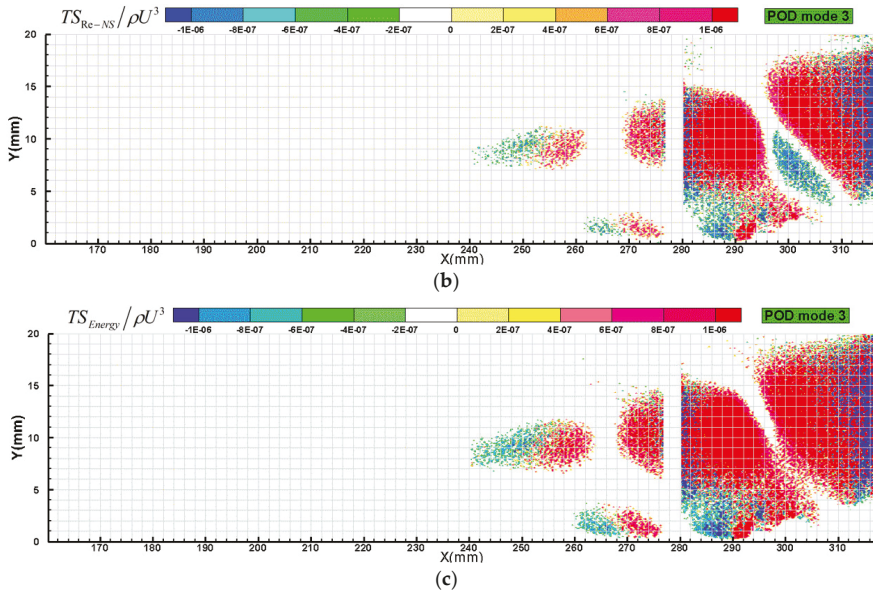 TS_{Re-NS}/ρU³ POD mode 3
-1E-06 -8E-07 -6E-07 -4E-07 -2E-07 0 2E-07 4E-07 6E-07 8E-07 1E-06
20
15
10
5
0
Y(mm)
170 180 190 200 210 220 230 240 250 260 270 280 290 300 310
X(mm)
(b)
TS_{Energy}/ρU³ POD mode 3
-1E-06 -8E-07 -6E-07 -4E-07 -2E-07 0 2E-07 4E-07 6E-07 8E-07 1E-06
20
15
10
5
0
Y(mm)
170 180 190 200 210 220 230 240 250 260 270 280 290 300 310
X(mm)
(c)